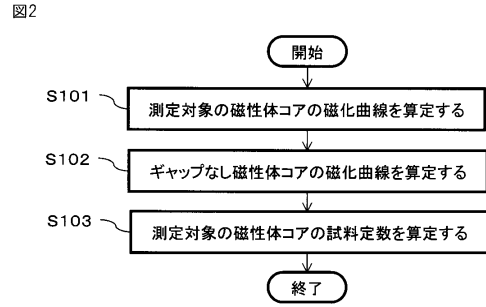 図2
開始
S101
測定対象の磁性体コアの磁化曲線を算定する
S102
ギャップなし磁性体コアの磁化曲線を算定する
S103
測定対象の磁性体コアの試料定数を算定する
終了